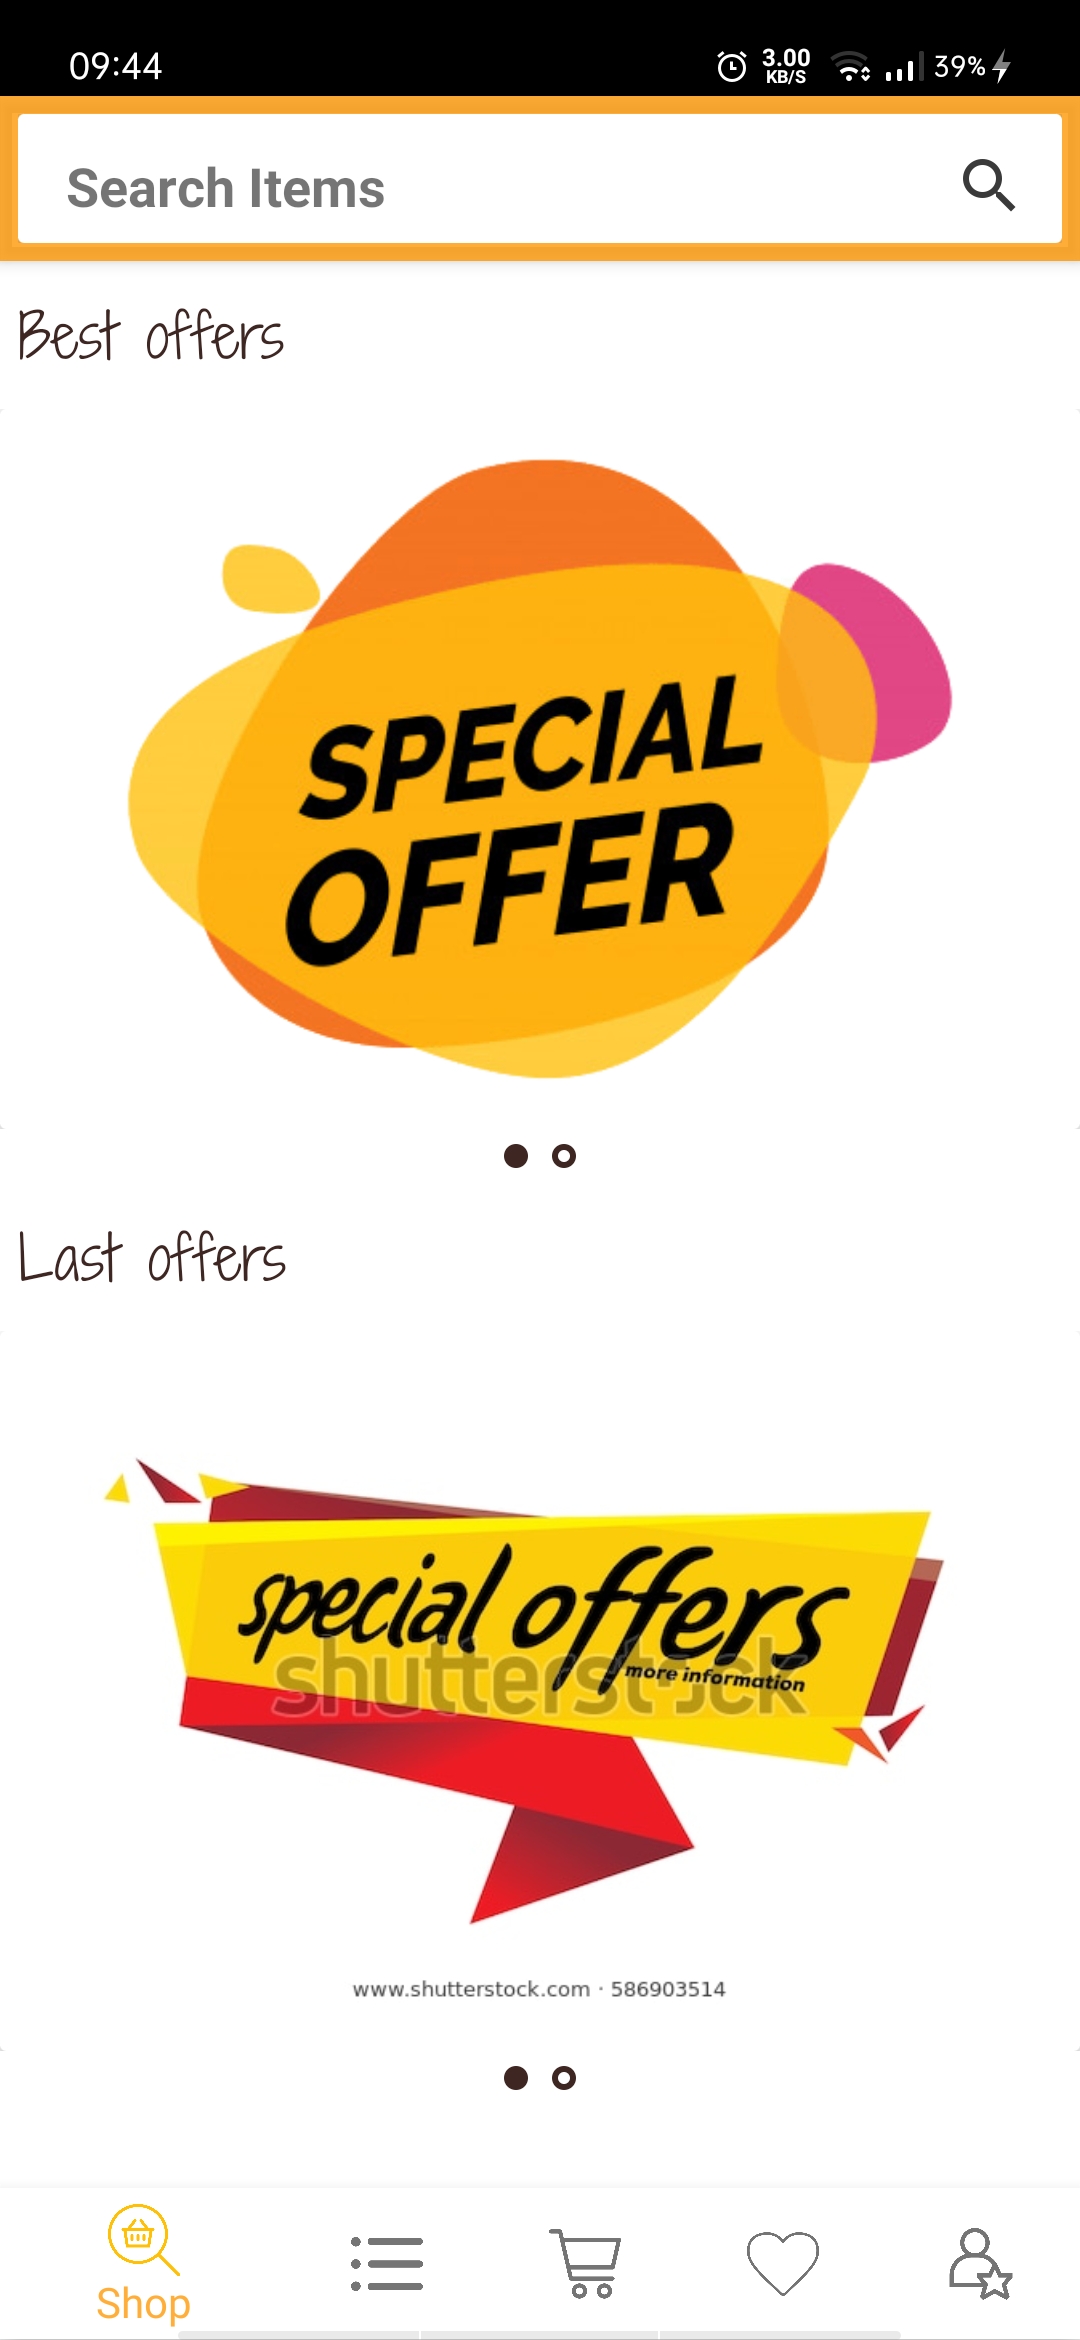 09:44
3.00
KB/S
39%
Search Items
Best offers
SPECIAL
OFFER
Last offers
special offers
more information
shutterstock
www.shutterstock.com · 586903514
Shop